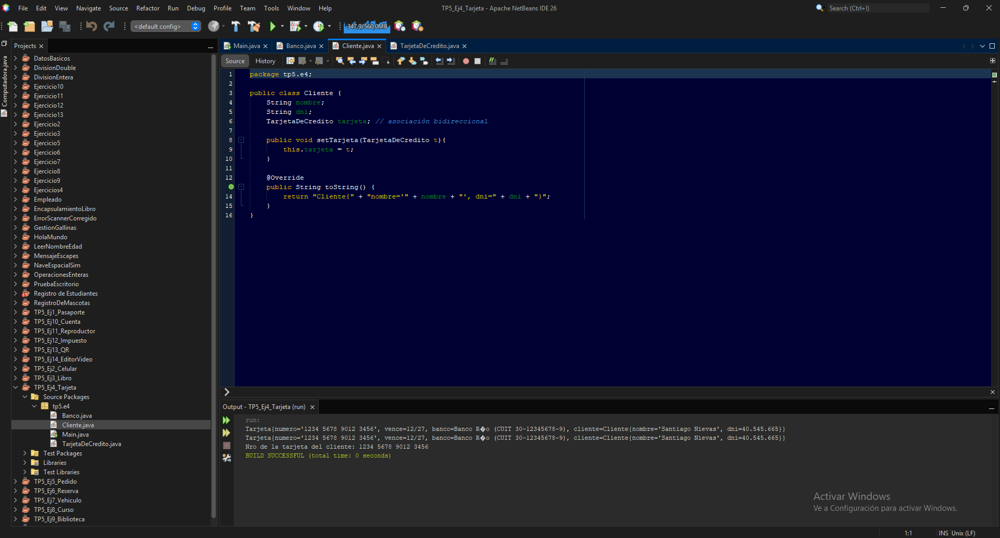 File Edit View Navigate Source Refactor Run Debug Profile Team Tools Window Help
TP5_Ej4_Tarjeta - Apache NetBeans IDE 26
Search (Ctrl+I)
<default config>
347,9/560,0MB
Computadora.java
Projects
DatosBasicos
DivisionDouble
DivisionEntera
Ejercicio10
Ejercicio11
Ejercicio12
Ejercicio13
Ejercicio2
Ejercicio3
Ejercicio5
Ejercicio6
Ejercicio7
Ejercicio8
Ejercicio9
Ejercicios4
Empleado
EncapsulamientoLibro
ErrorScannerCorregido
GestionGallinas
HolaMundo
LeerNombreEdad
MensajeEscapes
NaveEspacialSim
OperacionesEnteras
PruebaEscritorio
Registro de Estudiantes
RegistroDeMascotas
TP5_Ej1_Pasaporte
TP5_Ej10_Cuenta
TP5_Ej11_Reproductor
TP5_Ej12_Impuesto
TP5_Ej13_QR
TP5_Ej14_EditorVideo
TP5_Ej2_Celular
TP5_Ej3_Libro
TP5_Ej4_Tarjeta
Source Packages
tp5.e4
Banco.java
Cliente.java
Main.java
TarjetaDeCredito.java
Test Packages
Libraries
Test Libraries
TP5_Ej5_Pedido
TP5_Ej6_Reserva
TP5_Ej7_Vehiculo
TP5_Ej8_Curso
TP5_Ej9_Biblioteca
Main.java Banco.java Cliente.java TarjetaDeCredito.java
Source History
1 package tp5.e4;
2
3 public class Cliente {
4 String nombre;
5 String dni;
6 TarjetaDeCredito tarjeta; // asociación bidireccional
7
8 public void setTarjeta(TarjetaDeCredito t){
9 this.tarjeta = t;
10 }
11
12 @Override
public String toString() {
14 return "Cliente{" + "nombre='" + nombre + "', dni=" + dni + "}";
15 }
16 }
Output - TP5_Ej4_Tarjeta (run)
run:
Tarjeta{numero='1234 5678 9012 3456', vence=12/27, banco=Banco R�o (CUIT 30-12345678-9), cliente=Cliente{nombre='Santiago Nievas', dni=40.545.665}}
Tarjeta{numero='1234 5678 9012 3456', vence=12/27, banco=Banco R�o (CUIT 30-12345678-9), cliente=Cliente{nombre='Santiago Nievas', dni=40.545.665}}
Nro de la tarjeta del cliente: 1234 5678 9012 3456
BUILD SUCCESSFUL (total time: 0 seconds)
Activar Windows
Ve a Configuración para activar Windows.
1:1 INS Unix (LF)